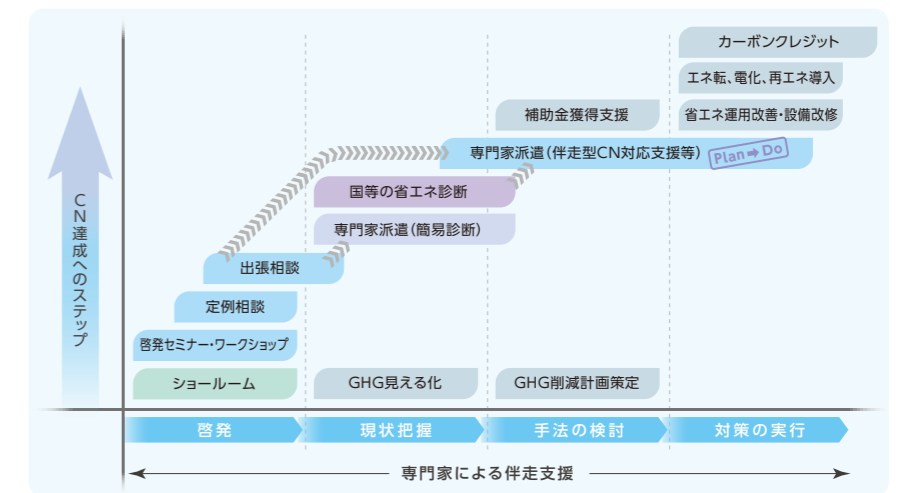 カーボンクレジット
エネ転、電化、再エネ導入
補助金獲得支援
省エネ運用改善・設備改修
専門家派遣(伴走型CN対応支援等)
Plan➡Do
国等の省エネ診断
専門家派遣(簡易診断)
出張相談
定例相談
啓発セミナー・ワークショップ
ショールーム
GHG見える化
GHG削減計画策定
CN達成へのステップ
啓発
現状把握
手法の検討
対策の実行
専門家による伴走支援